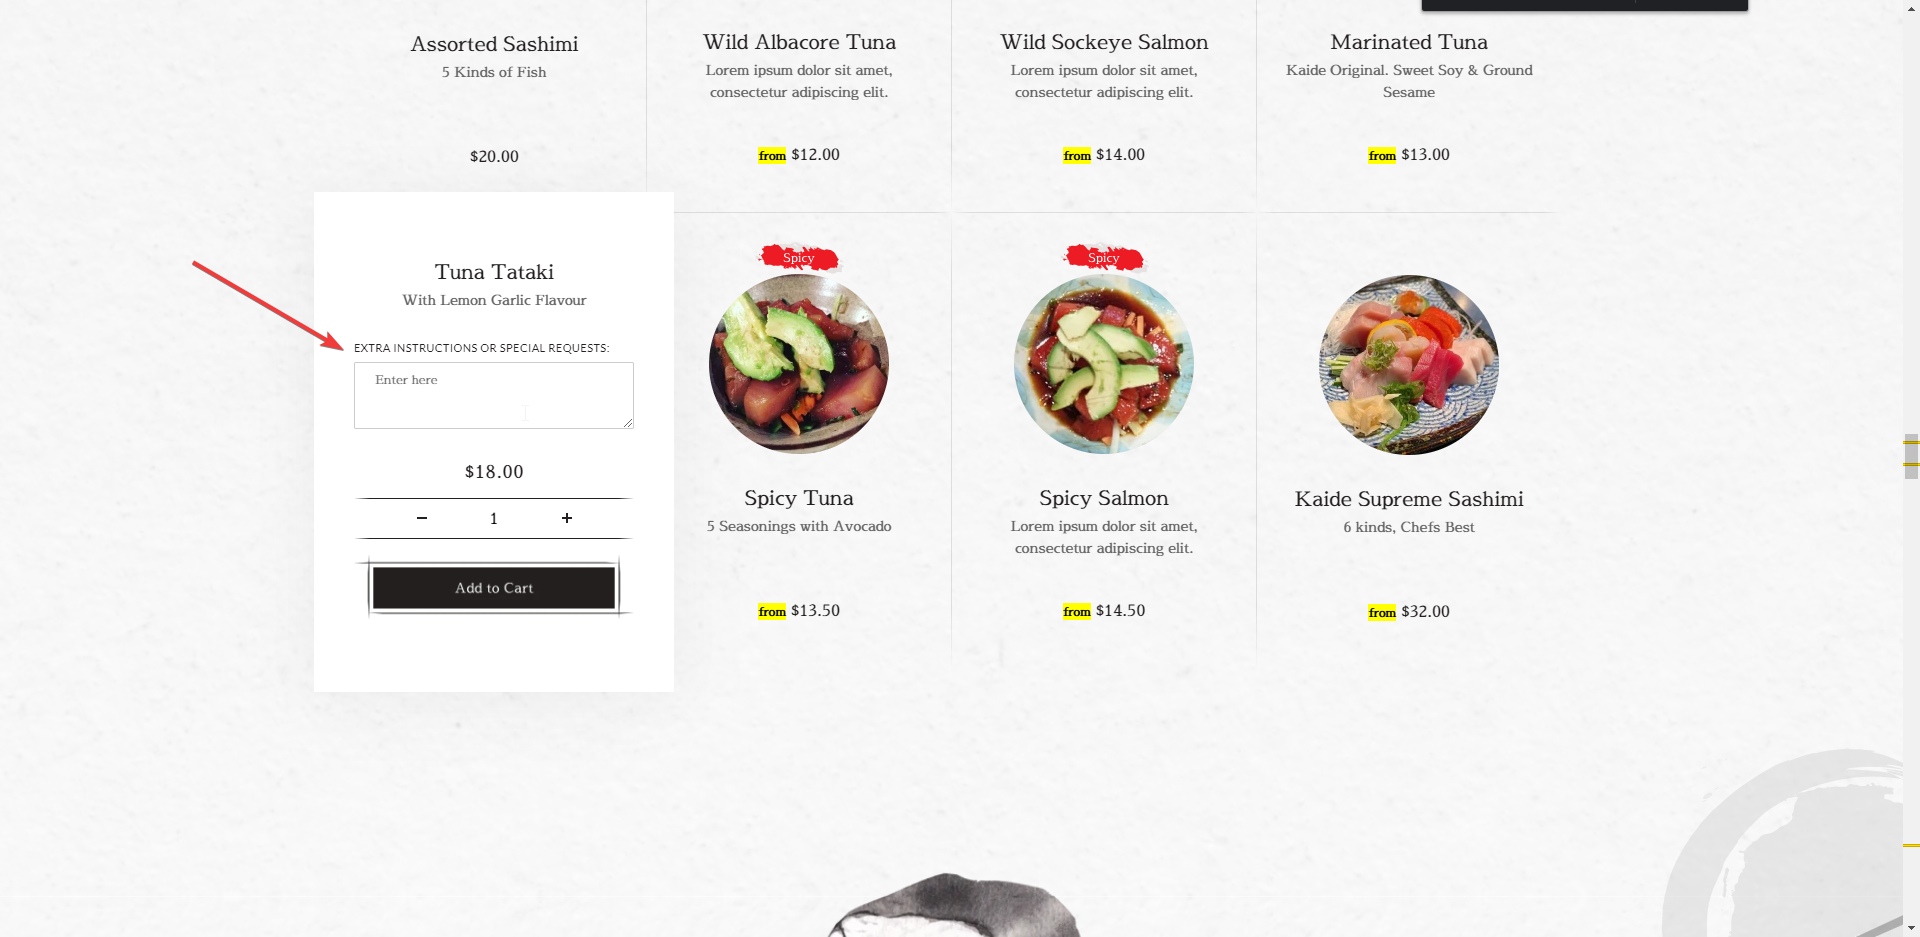 Assorted Sashimi
5 Kinds of Fish
$20.00
Wild Albacore Tuna
Lorem ipsum dolor sit amet,
consectetur adipiscing elit.
from $12.00
Wild Sockeye Salmon
Lorem ipsum dolor sit amet,
consectetur adipiscing elit.
from $14.00
Marinated Tuna
Kaide Original. Sweet Soy & Ground
Sesame
from $13.00
Tuna Tataki
With Lemon Garlic Flavour
EXTRA INSTRUCTIONS OR SPECIAL REQUESTS:
Enter here
$18.00
− 1 +
Add to Cart
Spicy
Spicy Tuna
5 Seasonings with Avocado
from $13.50
Spicy
Spicy Salmon
Lorem ipsum dolor sit amet,
consectetur adipiscing elit.
from $14.50
Kaide Supreme Sashimi
6 kinds, Chefs Best
from $32.00